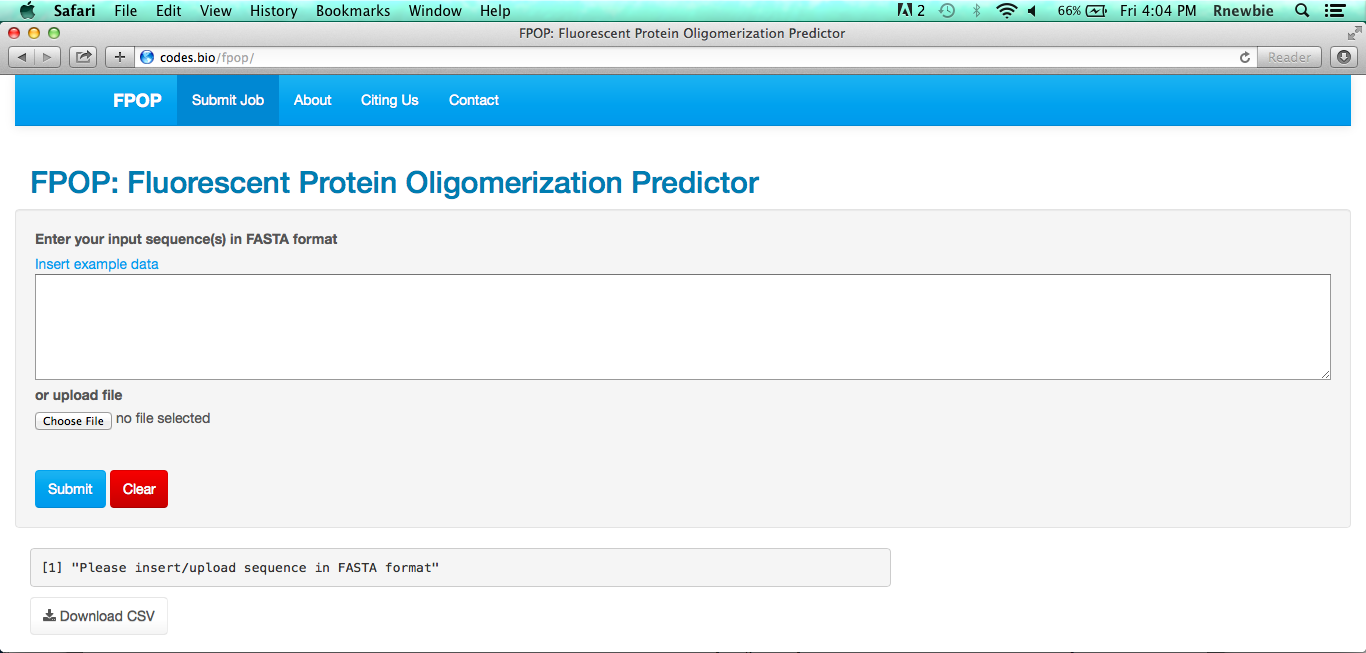 Safari File Edit View History Bookmarks Window Help 2 66% Fri 4:04 PM Rnewbie
FPOP: Fluorescent Protein Oligomerization Predictor
codes.bio/fpop/ Reader
FPOP Submit Job About Citing Us Contact
FPOP: Fluorescent Protein Oligomerization Predictor
Enter your input sequence(s) in FASTA format
Insert example data
or upload file
Choose File no file selected
Submit Clear
[1] "Please insert/upload sequence in FASTA format"
Download CSV